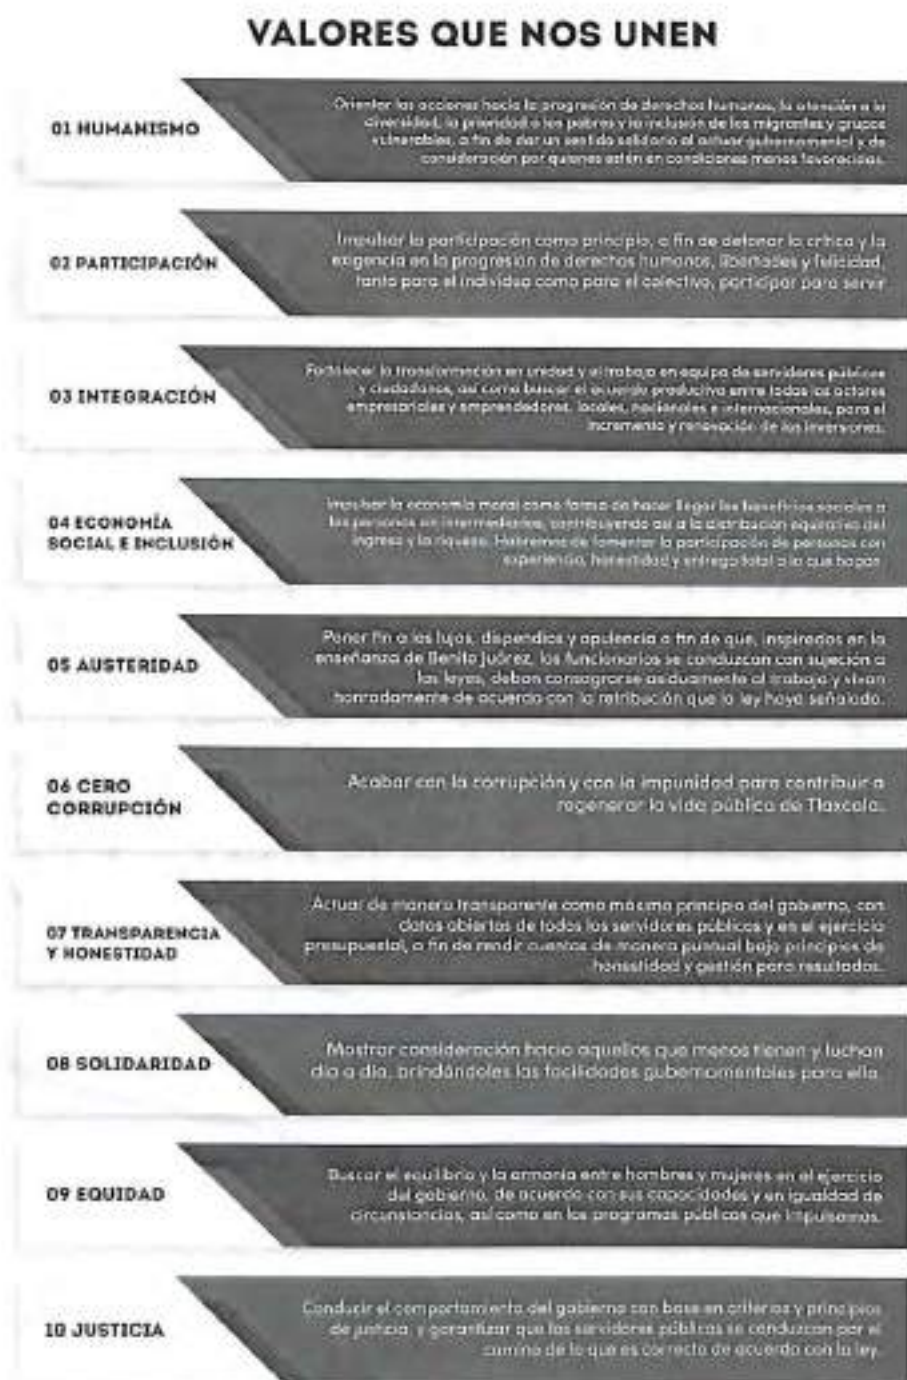 VALORES QUE NOS UNEN
01 HUMANISMO
Orientar las acciones hacia la progresión de derechos humanos, la atención a la
diversidad, la prioridad a los pobres y la inclusión de los migrantes y grupos
vulnerables, a fin de dar un sentido solidario al actuar gubernamental y de
consideración por quienes estén en condiciones menos favorecidas.
02 PARTICIPACIÓN
Impulsar la participación como principio, a fin de detonar la crítica y la
exigencia en la progresión de derechos humanos, libertades y felicidad,
tanto para el individuo como para el colectivo, participar para servir
03 INTEGRACIÓN
Fortalecer la transformación en unidad y el trabajo en equipo de servidores públicos
y ciudadanos, así como buscar el acuerdo productivo entre todos los actores
empresariales y emprendedores, locales, nacionales e internacionales, para el
incremento y renovación de las inversiones.
04 ECONOMÍA
SOCIAL E INCLUSIÓN
Impulsar la economía moral como forma de hacer llegar los beneficios sociales a
las personas sin intermediarios, contribuyendo así a la distribución equitativa del
ingreso y la riqueza. Habremos de fomentar la participación de personas con
experiencia, honestidad y entrega total a lo que hagan.
05 AUSTERIDAD
Poner fin a los lujos, dispendios y opulencia a fin de que, inspirados en la
enseñanza de Benito Juárez, los funcionarios se conduzcan con sujeción a
las leyes, deban consagrarse asiduamente al trabajo y vivan
honradamente de acuerdo con la retribución que la ley haya señalado.
06 CERO
CORRUPCIÓN
Acabar con la corrupción y con la impunidad para contribuir a
regenerar la vida pública de Tlaxcala.
07 TRANSPARENCIA
Y HONESTIDAD
Actuar de manera transparente como máximo principio del gobierno, con
datos abiertos de todos los servidores públicos y en el ejercicio
presupuestal, a fin de rendir cuentas de manera puntual bajo principios de
honestidad y gestión para resultados.
08 SOLIDARIDAD
Mostrar consideración hacia aquellos que menos tienen y luchan
día a día, brindándoles las facilidades gubernamentales para ello.
09 EQUIDAD
Buscar el equilibrio y la armonía entre hombres y mujeres en el ejercicio
del gobierno, de acuerdo con sus capacidades y en igualdad de
circunstancias, así como en los programas públicos que impulsamos.
10 JUSTICIA
Conducir el comportamiento del gobierno con base en criterios y principios
de justicia, y garantizar que los servidores públicos se conduzcan por el
camino de lo que es correcto de acuerdo con la ley.